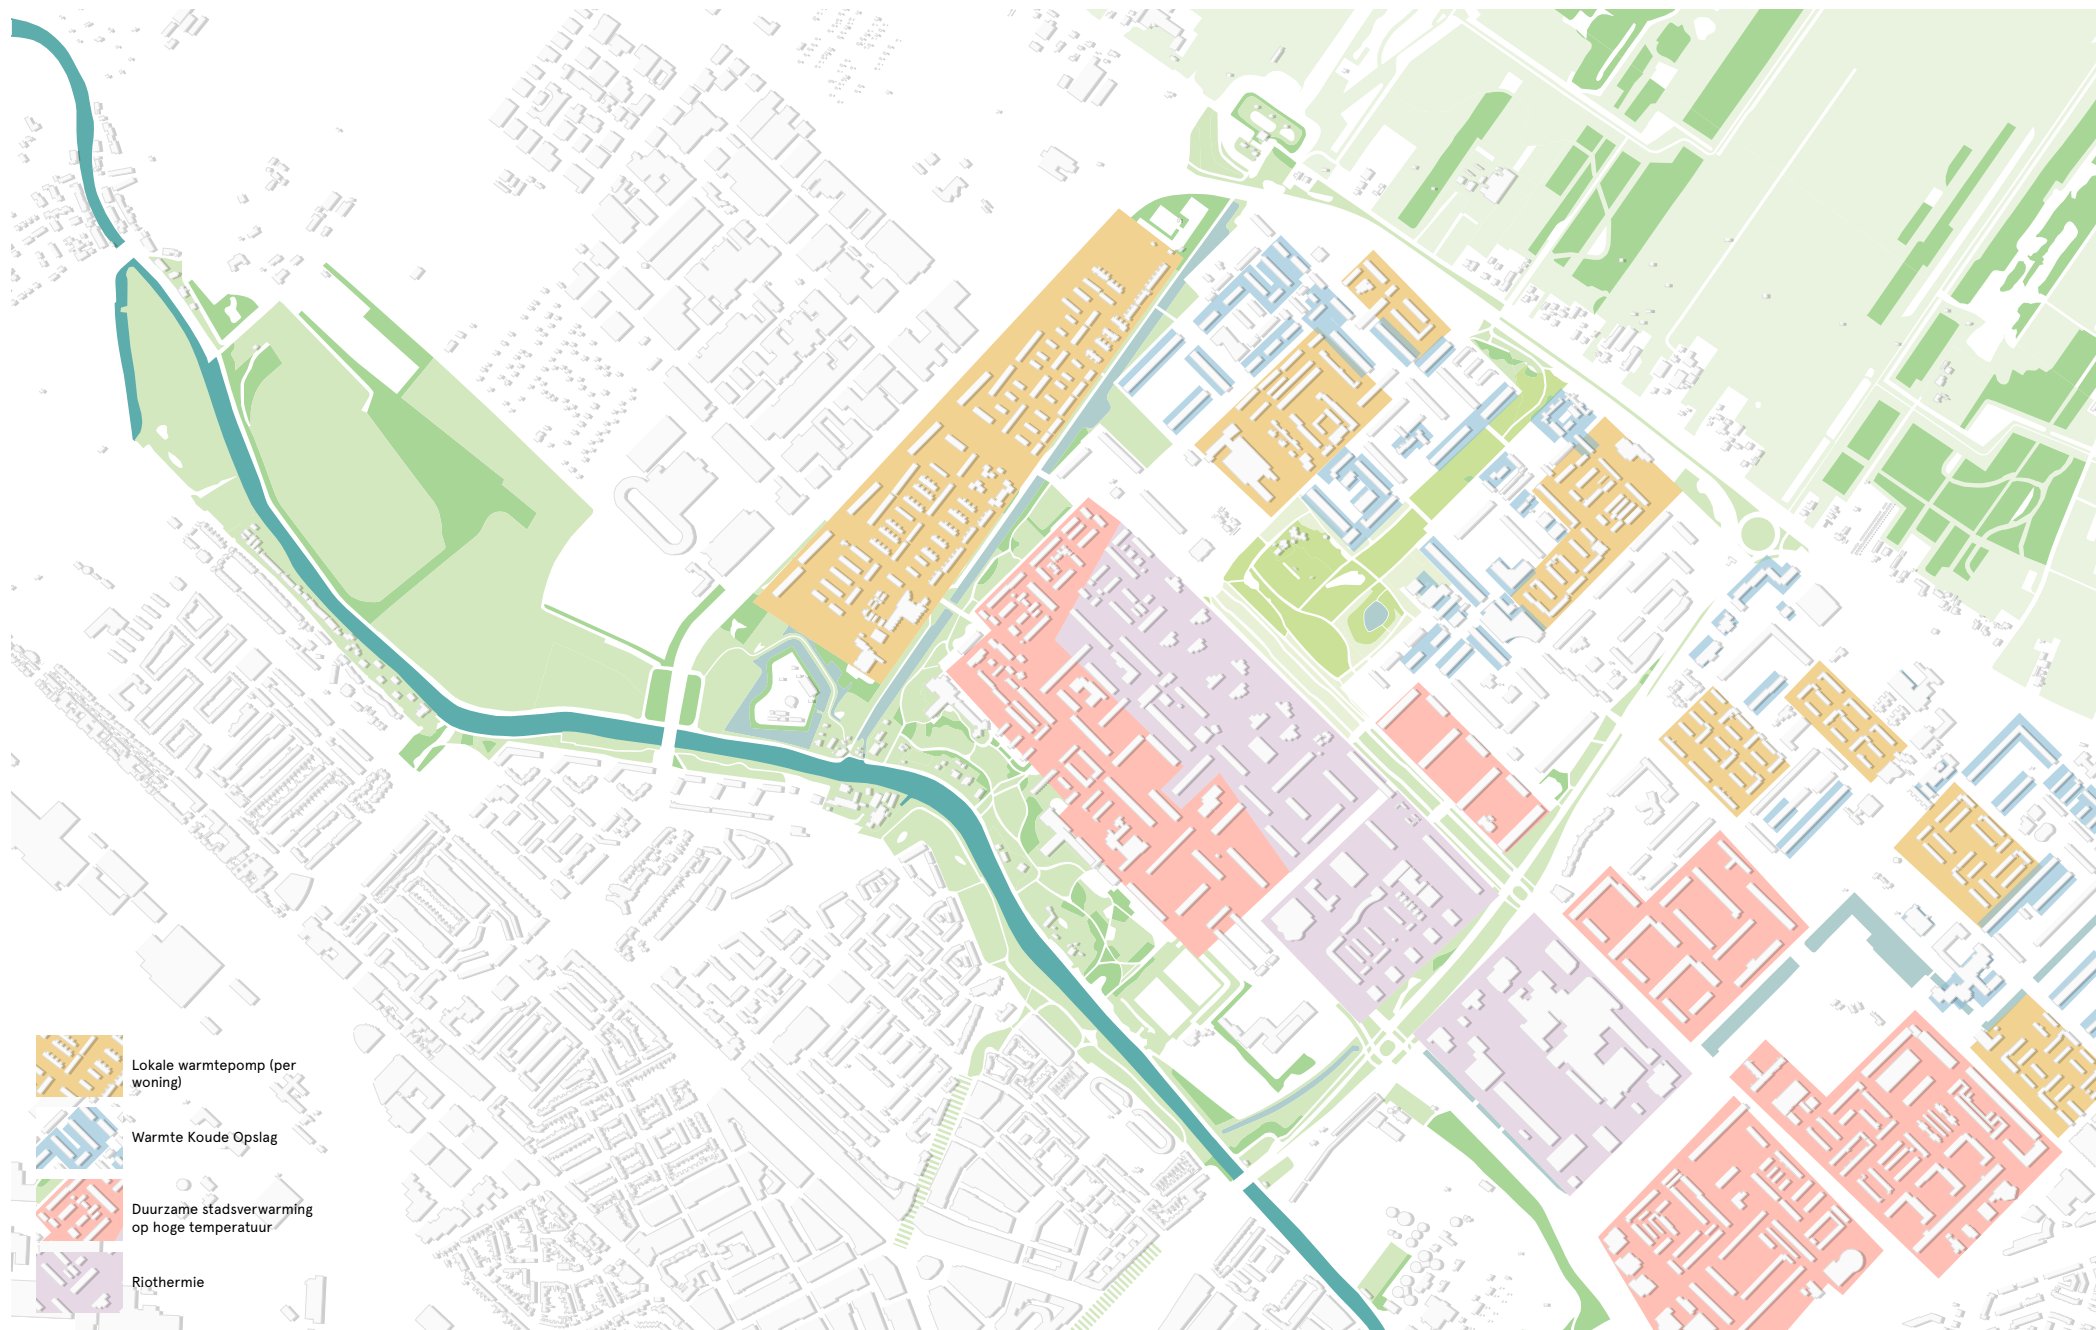 Lokale warmtepomp (per
woning)
Warmte Koude Opslag
Duurzame stadsverwarming
op hoge temperatuur
Riothermie